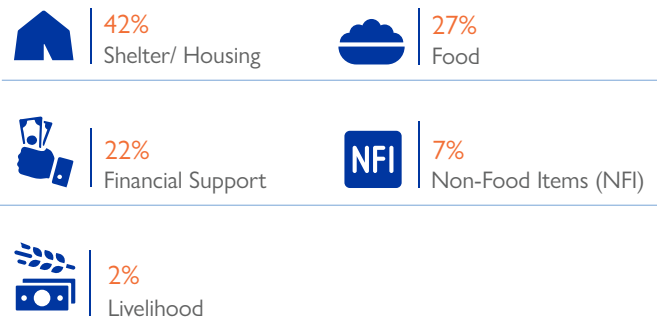 42%
Shelter/ Housing
27%
Food
22%
Financial Support
NFI
7%
Non-Food Items (NFI)
2%
Livelihood